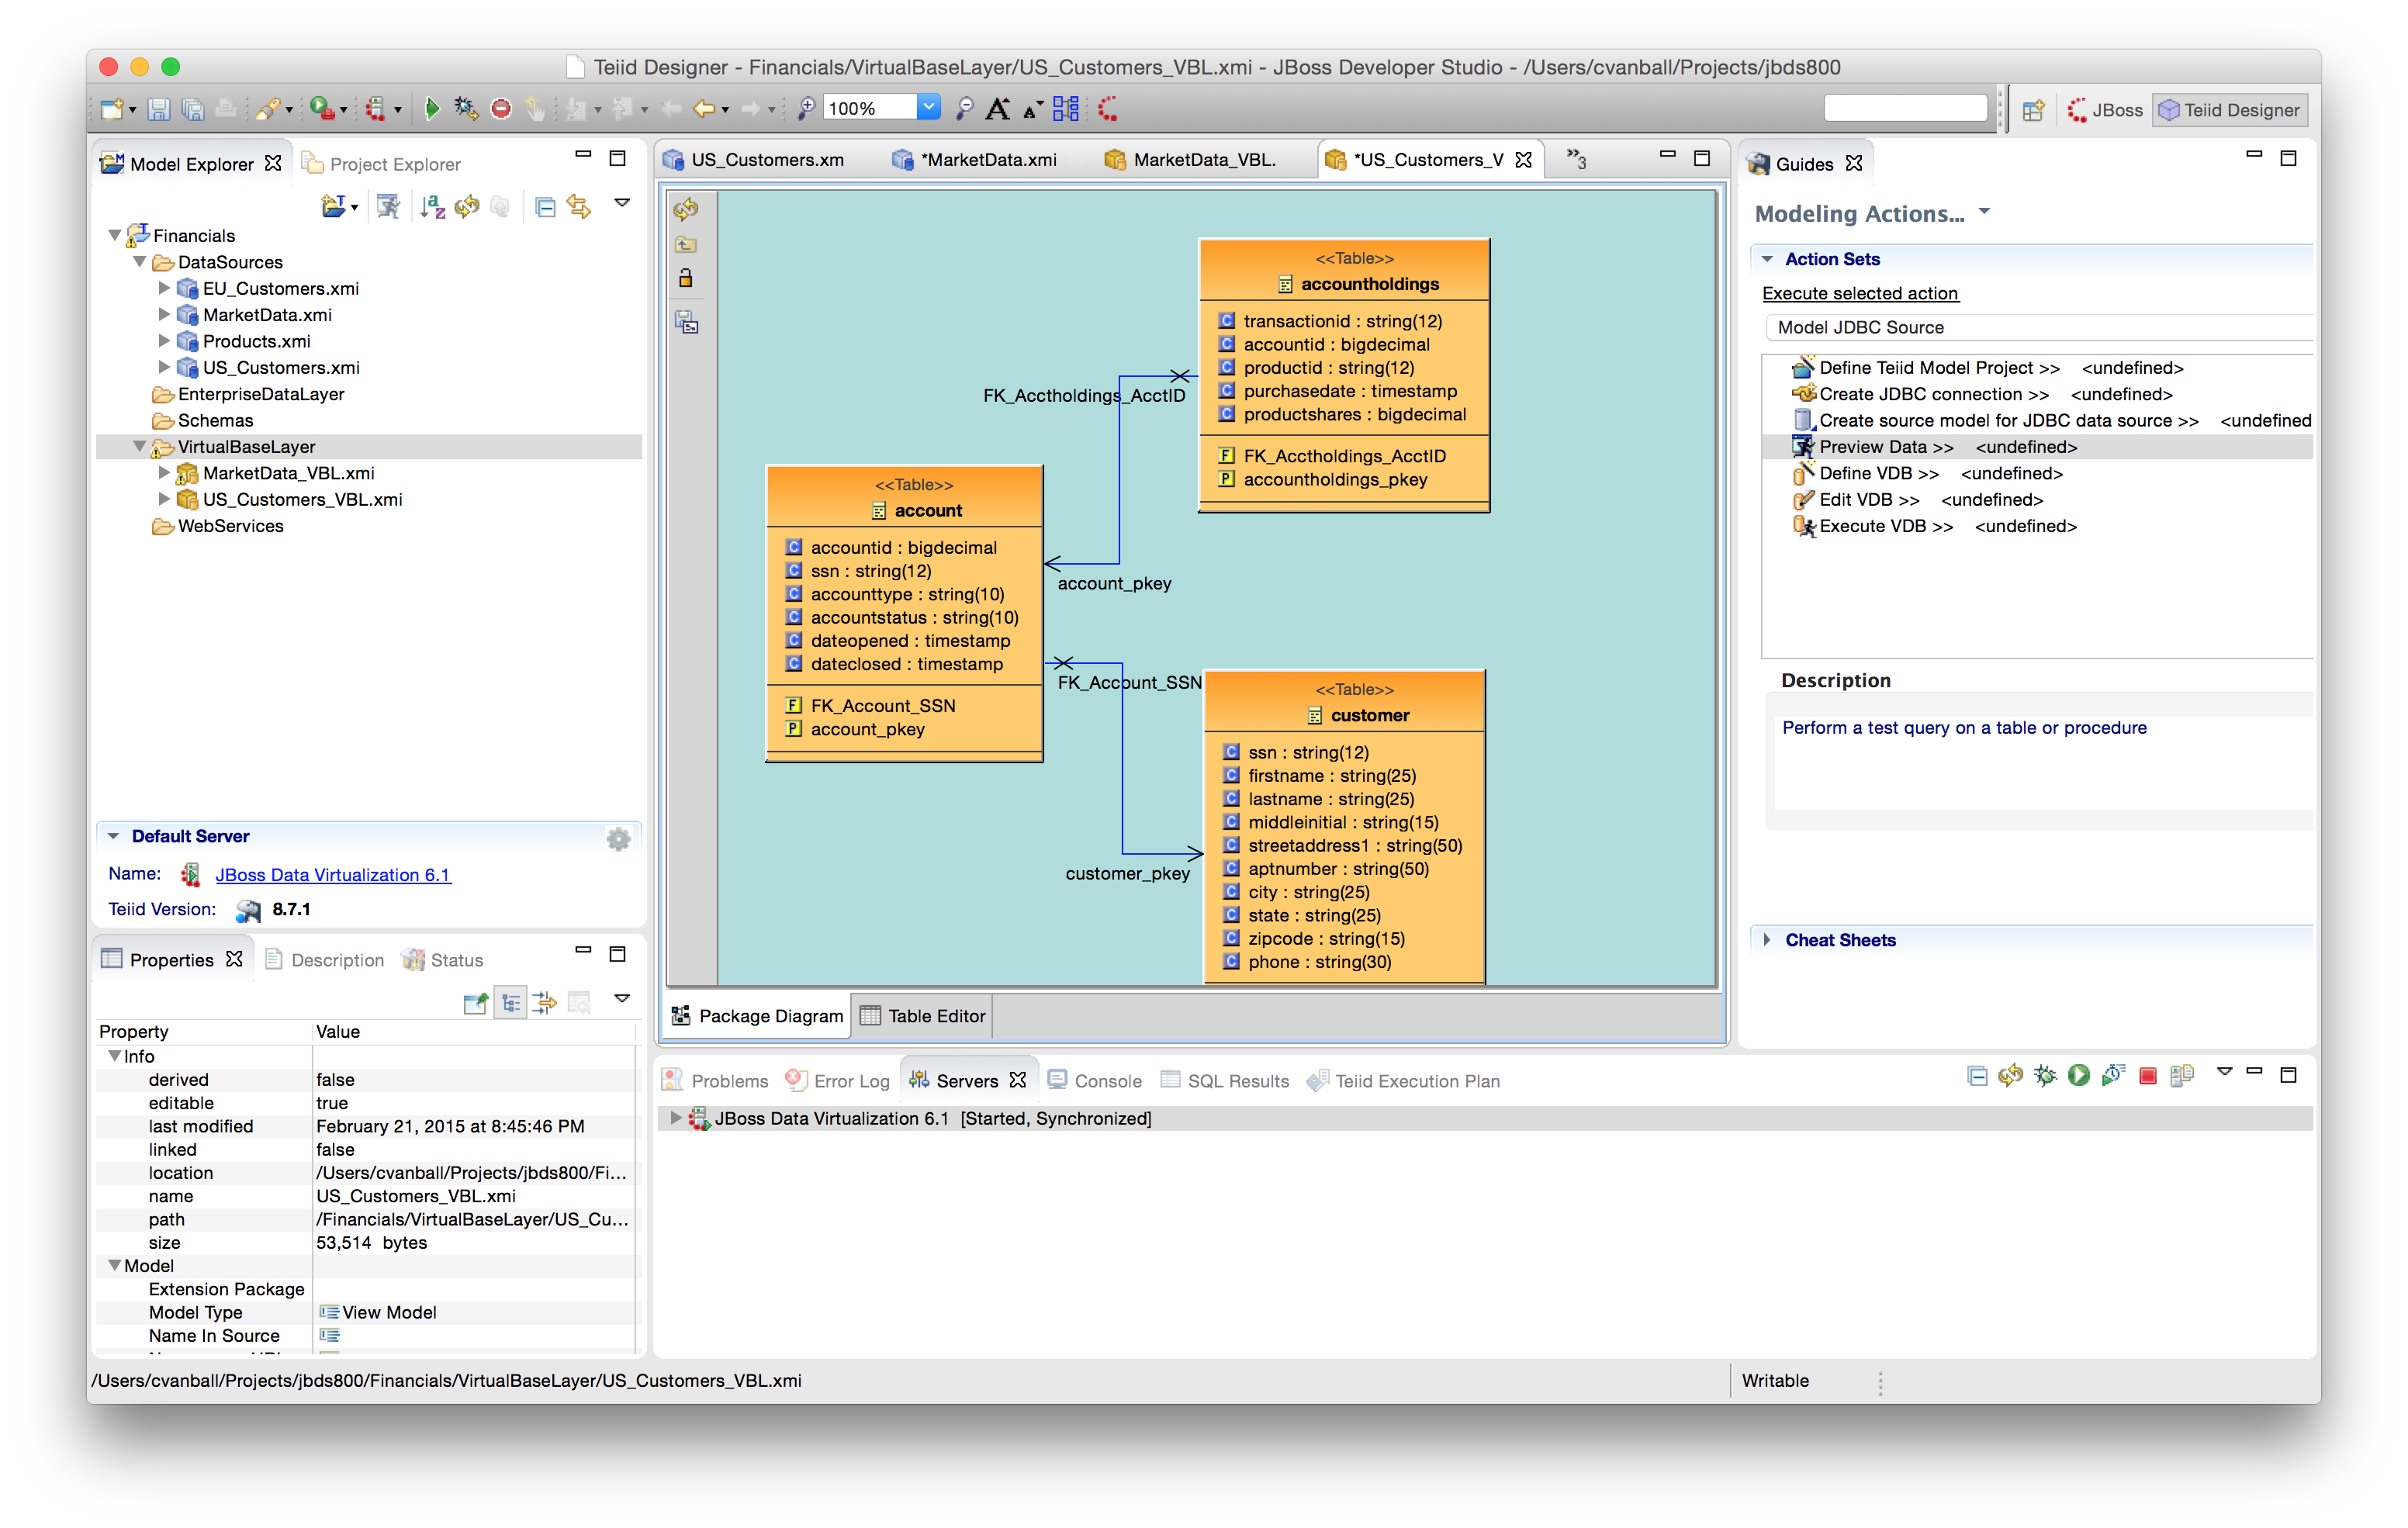 Teiid Designer - Financials/VirtualBaseLayer/US_Customers_VBL.xmi - JBoss Developer Studio - /Users/cvanball/Projects/jbds800
100%
JBoss
Teiid Designer
Model Explorer
Project Explorer
Financials
DataSources
EU_Customers.xmi
MarketData.xmi
Products.xmi
US_Customers.xmi
EnterpriseDataLayer
Schemas
VirtualBaseLayer
MarketData_VBL.xmi
US_Customers_VBL.xmi
WebServices
Default Server
Name: JBoss Data Virtualization 6.1
Teiid Version: 8.7.1
Properties
Description
Status
Property Value
Info
derived false
editable true
last modified February 21, 2015 at 8:45:46 PM
linked false
location /Users/cvanball/Projects/jbds800/Fi...
name US_Customers_VBL.xmi
path /Financials/VirtualBaseLayer/US_Cu...
size 53,514 bytes
Model
Extension Package
Model Type View Model
Name In Source
US_Customers.xm
*MarketData.xmi
MarketData_VBL.
*US_Customers_V
»3
<<Table>>
accountholdings
transactionid : string(12)
accountid : bigdecimal
productid : string(12)
purchasedate : timestamp
productshares : bigdecimal
FK_Acctholdings_AcctID
accountholdings_pkey
FK_Acctholdings_AcctID
account_pkey
<<Table>>
account
accountid : bigdecimal
ssn : string(12)
accounttype : string(10)
accountstatus : string(10)
dateopened : timestamp
dateclosed : timestamp
FK_Account_SSN
account_pkey
FK_Account_SSN
customer_pkey
<<Table>>
customer
ssn : string(12)
firstname : string(25)
lastname : string(25)
middleinitial : string(15)
streetaddress1 : string(50)
aptnumber : string(50)
city : string(25)
state : string(25)
zipcode : string(15)
phone : string(30)
Package Diagram
Table Editor
Guides
Modeling Actions...
Action Sets
Execute selected action
Model JDBC Source
Define Teiid Model Project >> <undefined>
Create JDBC connection >> <undefined>
Create source model for JDBC data source >> <undefined
Preview Data >> <undefined>
Define VDB >> <undefined>
Edit VDB >> <undefined>
Execute VDB >> <undefined>
Description
Perform a test query on a table or procedure
Cheat Sheets
Problems
Error Log
Servers
Console
SQL Results
Teiid Execution Plan
JBoss Data Virtualization 6.1 [Started, Synchronized]
/Users/cvanball/Projects/jbds800/Financials/VirtualBaseLayer/US_Customers_VBL.xmi
Writable